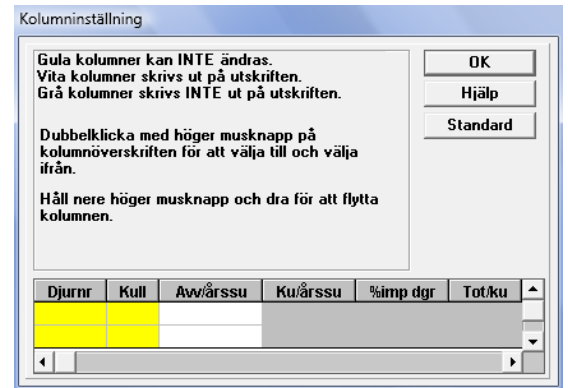 Kolumninställning
Gula kolumner kan INTE ändras.
Vita kolumner skrivs ut på utskriften.
Grå kolumner skrivs INTE ut på utskriften.
Dubbelklicka med höger musknapp på
kolumnöverskriften för att välja till och välja
ifrån.
Håll nere höger musknapp och dra för att flytta
kolumnen.
OK
Hjälp
Standard
Djurnr Kull Avv/årssu Ku/årssu %imp dgr Tot/ku